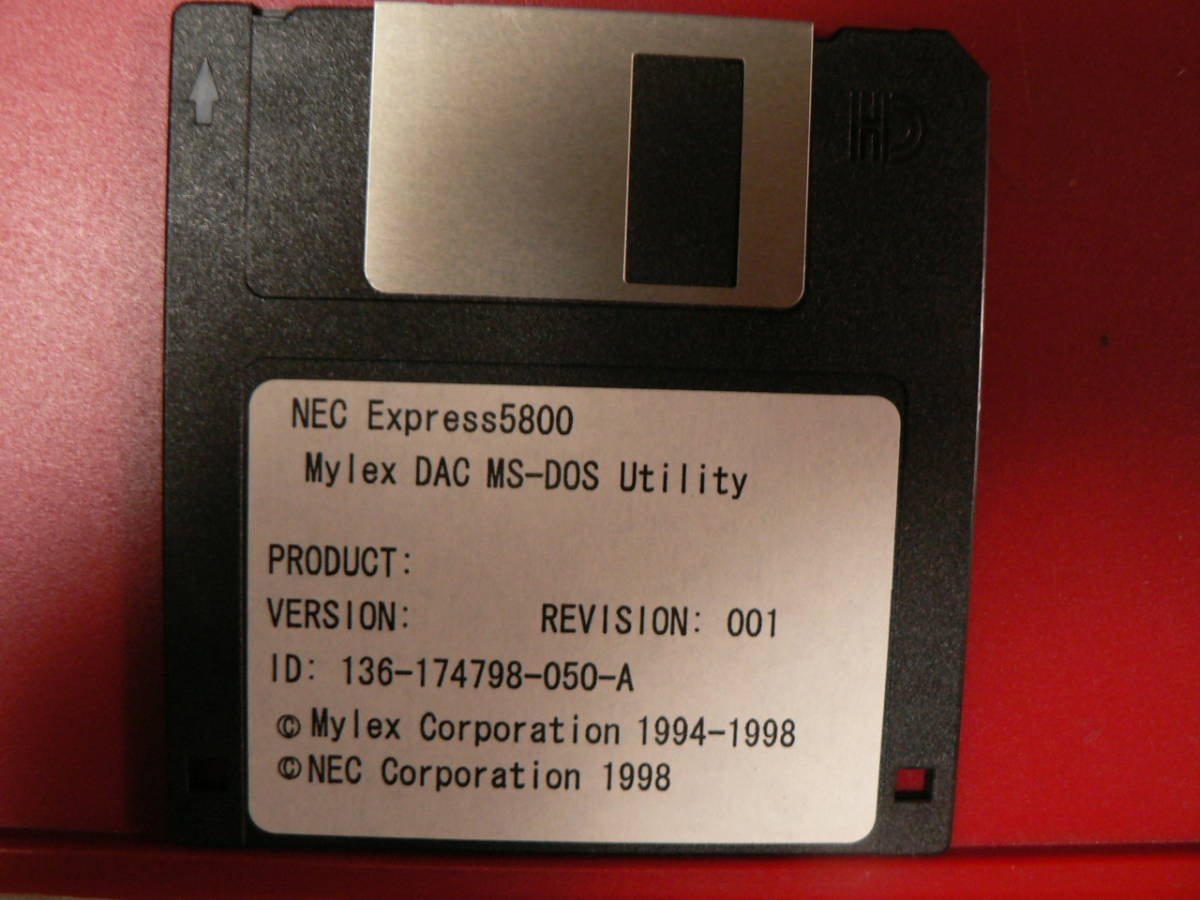 HD
NEC Express5800
Mylex DAC MS-DOS Utility
PRODUCT:
VERSION: REVISION: 001
ID: 136-174798-050-A
©Mylex Corporation 1994-1998
©NEC Corporation 1998